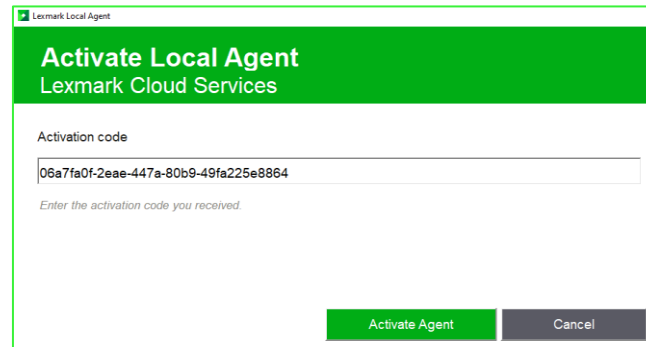 Lexmark Local Agent
Activate Local Agent
Lexmark Cloud Services
Activation code
06a7fa0f-2eae-447a-80b9-49fa225e8864
Enter the activation code you received.
Activate Agent Cancel